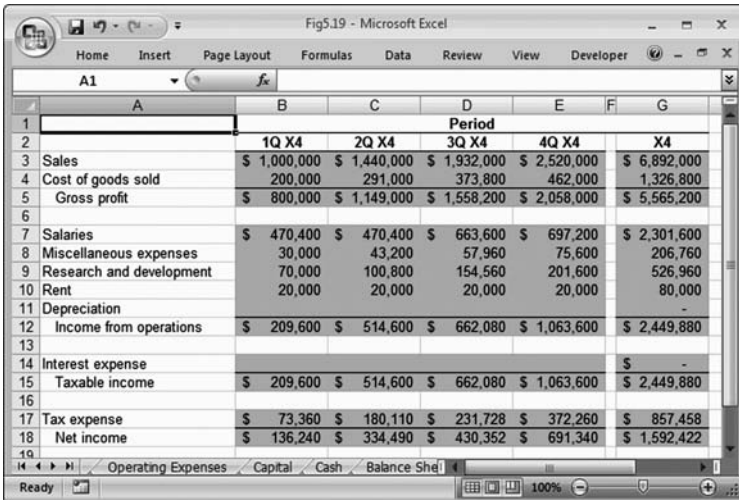 Fig5.19 - Microsoft Excel
Home Insert Page Layout Formulas Data Review View Developer
A1 fx
A B C D E F G
1 Period
2 1Q X4 2Q X4 3Q X4 4Q X4 X4
3 Sales $ 1,000,000 $ 1,440,000 $ 1,932,000 $ 2,520,000 $ 6,892,000
4 Cost of goods sold 200,000 291,000 373,800 462,000 1,326,800
5 Gross profit $ 800,000 $ 1,149,000 $ 1,558,200 $ 2,058,000 $ 5,565,200
6
7 Salaries $ 470,400 $ 470,400 $ 663,600 $ 697,200 $ 2,301,600
8 Miscellaneous expenses 30,000 43,200 57,960 75,600 206,760
9 Research and development 70,000 100,800 154,560 201,600 526,960
10 Rent 20,000 20,000 20,000 20,000 80,000
11 Depreciation -
12 Income from operations $ 209,600 $ 514,600 $ 662,080 $ 1,063,600 $ 2,449,880
13
14 Interest expense $ -
15 Taxable income $ 209,600 $ 514,600 $ 662,080 $ 1,063,600 $ 2,449,880
16
17 Tax expense $ 73,360 $ 180,110 $ 231,728 $ 372,260 $ 857,458
18 Net income $ 136,240 $ 334,490 $ 430,352 $ 691,340 $ 1,592,422
19
Operating Expenses Capital Cash Balance She
Ready 100%